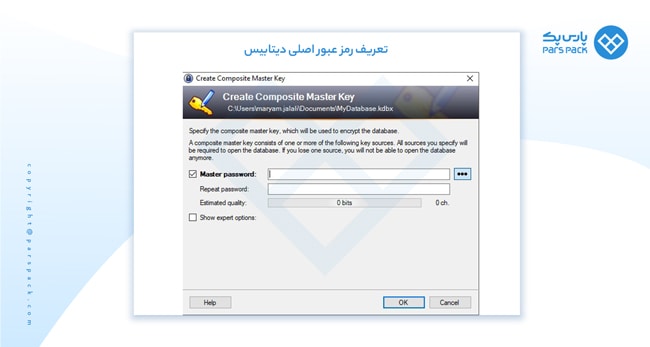 پارس پک
PARS PACK
تعریف رمز عبور اصلی دیتابیس
Create Composite Master Key
Create Composite Master Key
C:\Users\maryam.jalali\Documents\MyDatabase.kdbx
Specify the composite master key, which will be used to encrypt the database.
A composite master key consists of one or more of the following key sources. All sources you specify will
be required to open the database. If you lose one source, you will not be able to open the database
anymore.
Master password:
Repeat password:
Estimated quality: 0 bits 0 ch.
Show expert options:
Help OK Cancel
copyright@parspack.com